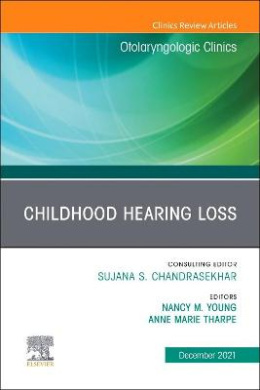 Clinics Review Articles
Otolaryngologic Clinics
CHILDHOOD HEARING LOSS
CONSULTING EDITOR
SUJANA S. CHANDRASEKHAR
EDITORS
NANCY M. YOUNG
ANNE MARIE THARPE
ELSEVIER
December 2021